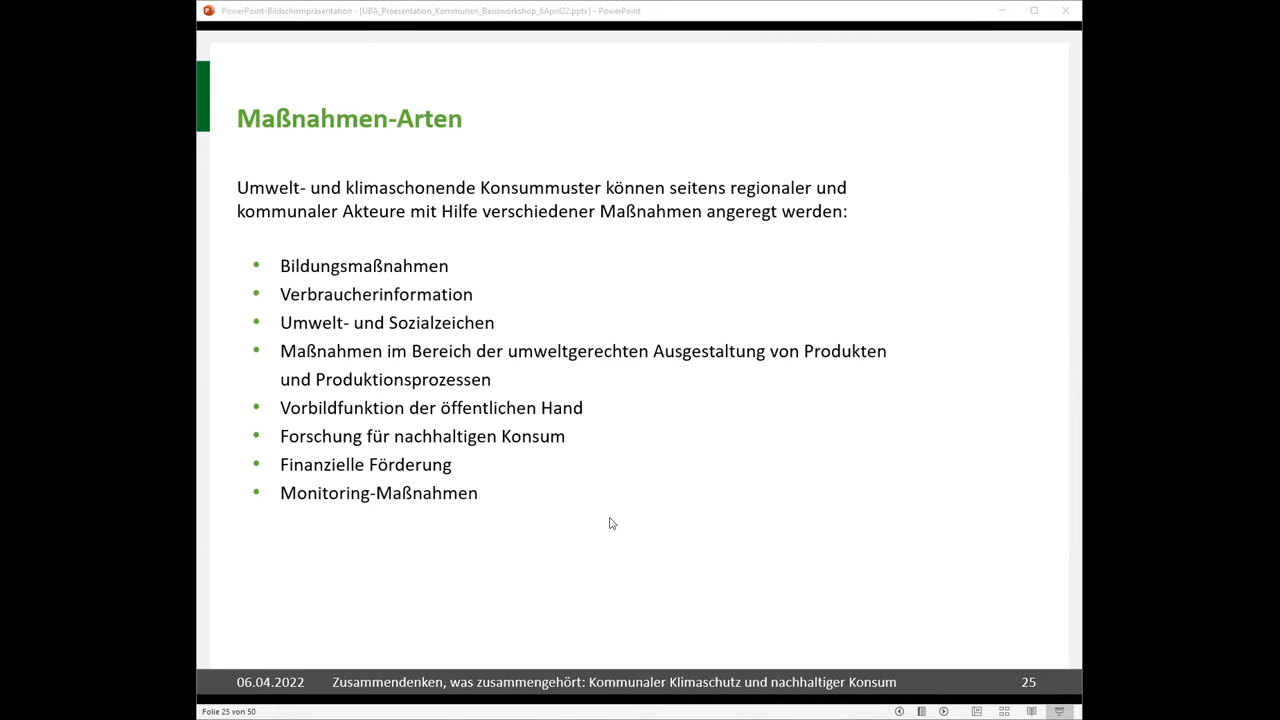 PowerPoint-Bildschirmpräsentation - [UBA_Praesentation_Kommunen_Basisworkshop_6April22.pptx] - PowerPoint
Maßnahmen-Arten
Umwelt- und klimaschonende Konsummuster können seitens regionaler und
kommunaler Akteure mit Hilfe verschiedener Maßnahmen angeregt werden:
• Bildungsmaßnahmen
• Verbraucherinformation
• Umwelt- und Sozialzeichen
• Maßnahmen im Bereich der umweltgerechten Ausgestaltung von Produkten
und Produktionsprozessen
• Vorbildfunktion der öffentlichen Hand
• Forschung für nachhaltigen Konsum
• Finanzielle Förderung
• Monitoring-Maßnahmen
06.04.2022 Zusammendenken, was zusammengehört: Kommunaler Klimaschutz und nachhaltiger Konsum 25
Folie 25 von 50